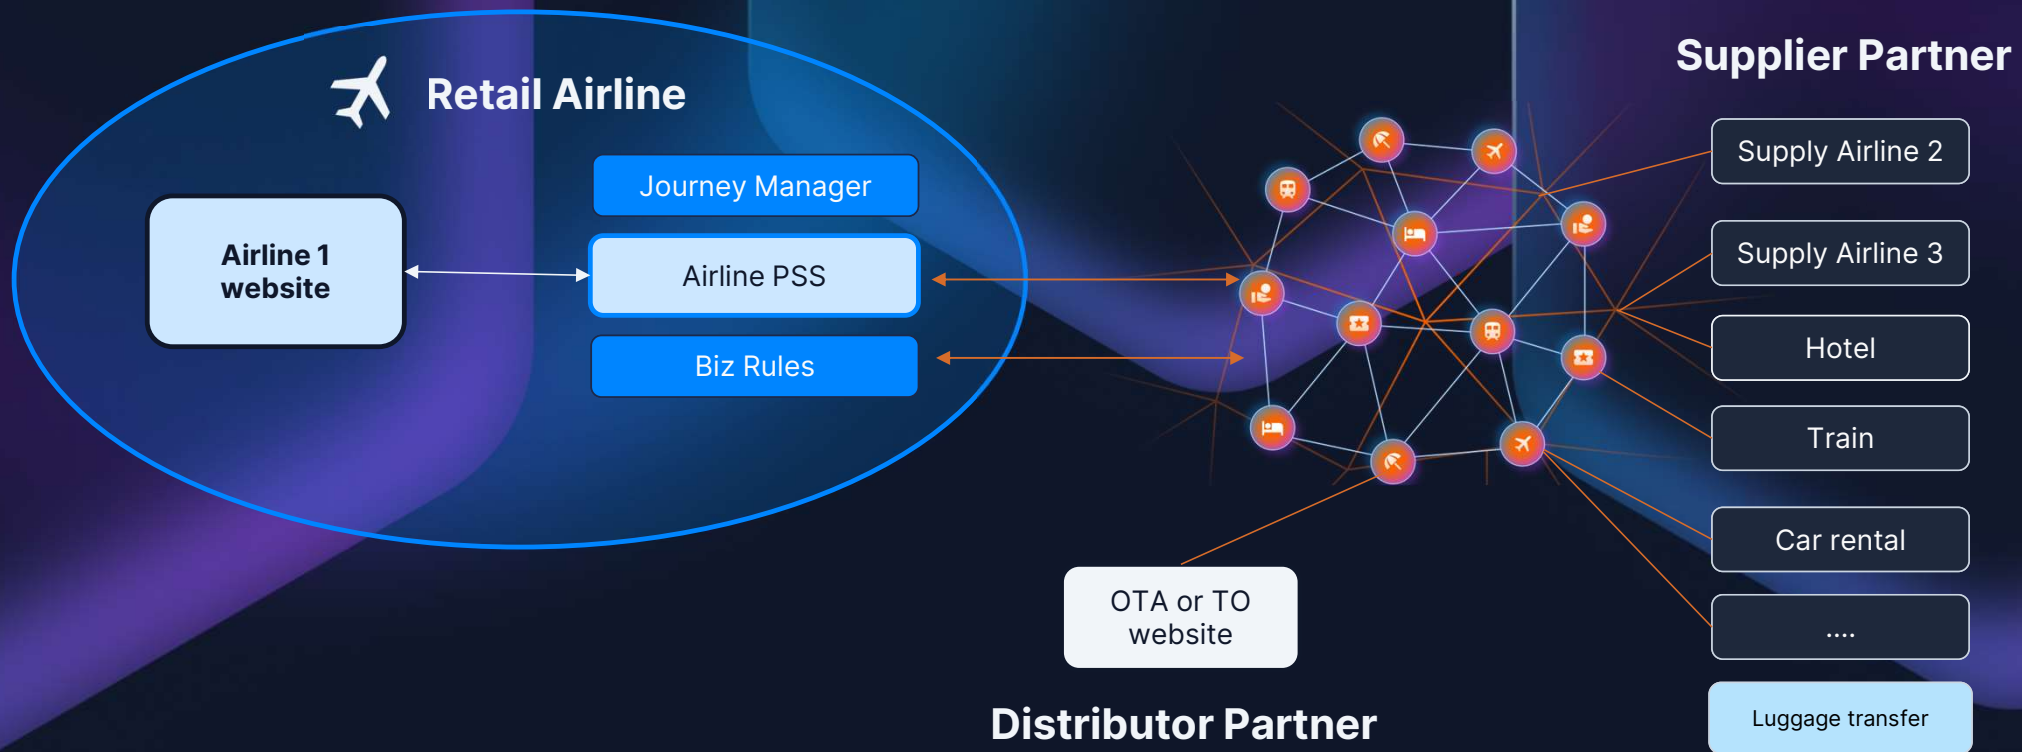 Retail Airline
Airline 1
website
Journey Manager
Airline PSS
Biz Rules
OTA or TO
website
Distributor Partner
Supplier Partner
Supply Airline 2
Supply Airline 3
Hotel
Train
Car rental
....
Luggage transfer